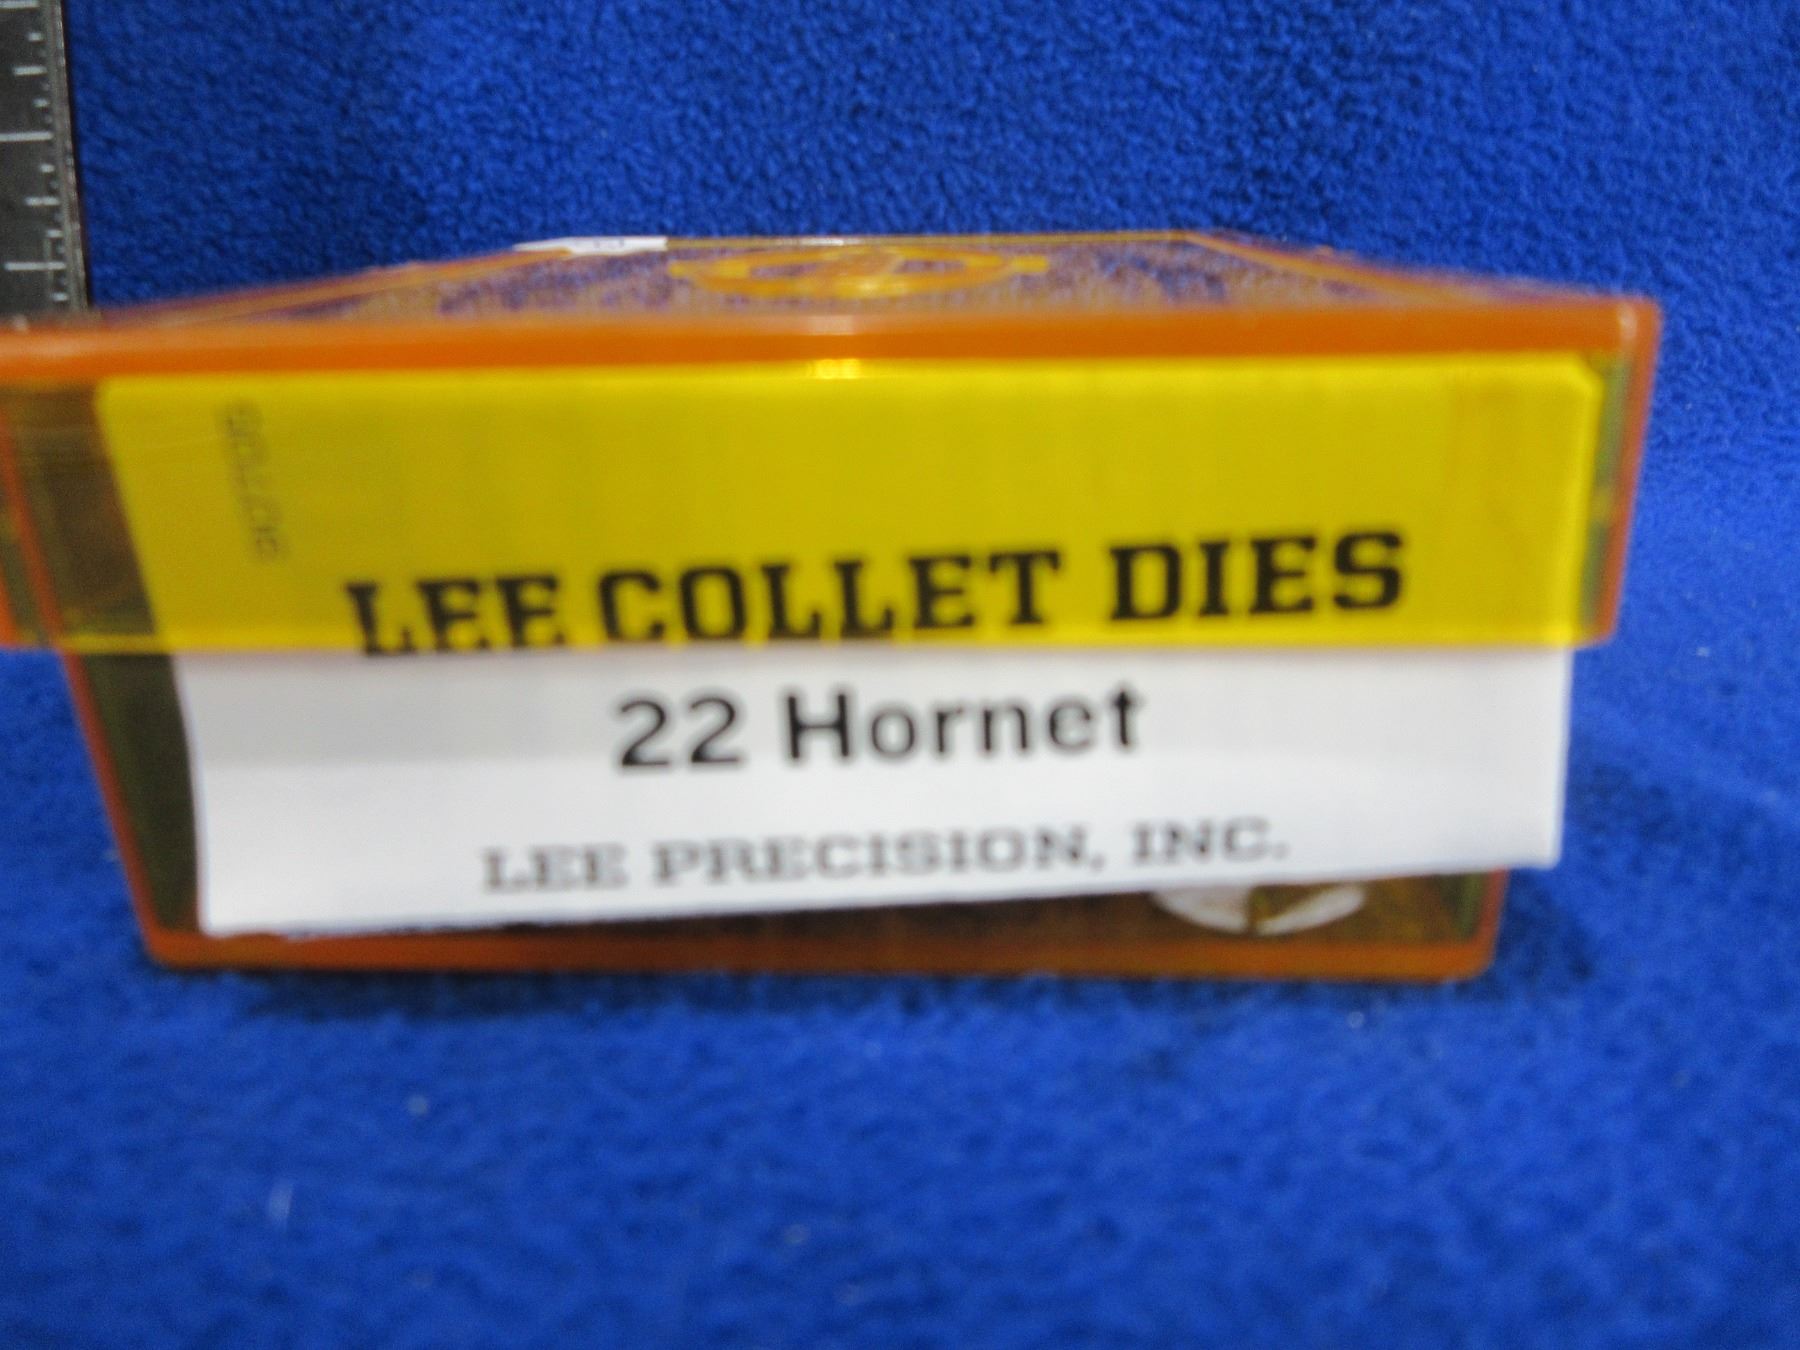 LEE COLLET DIES
22 Hornet
LEE PRECISION, INC.